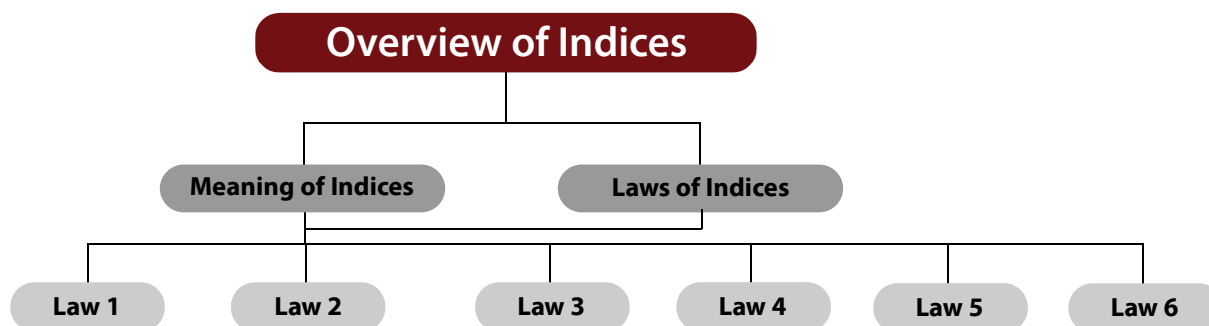 Overview of Indices
Meaning of Indices
Laws of Indices
Law 1
Law 2
Law 3
Law 4
Law 5
Law 6